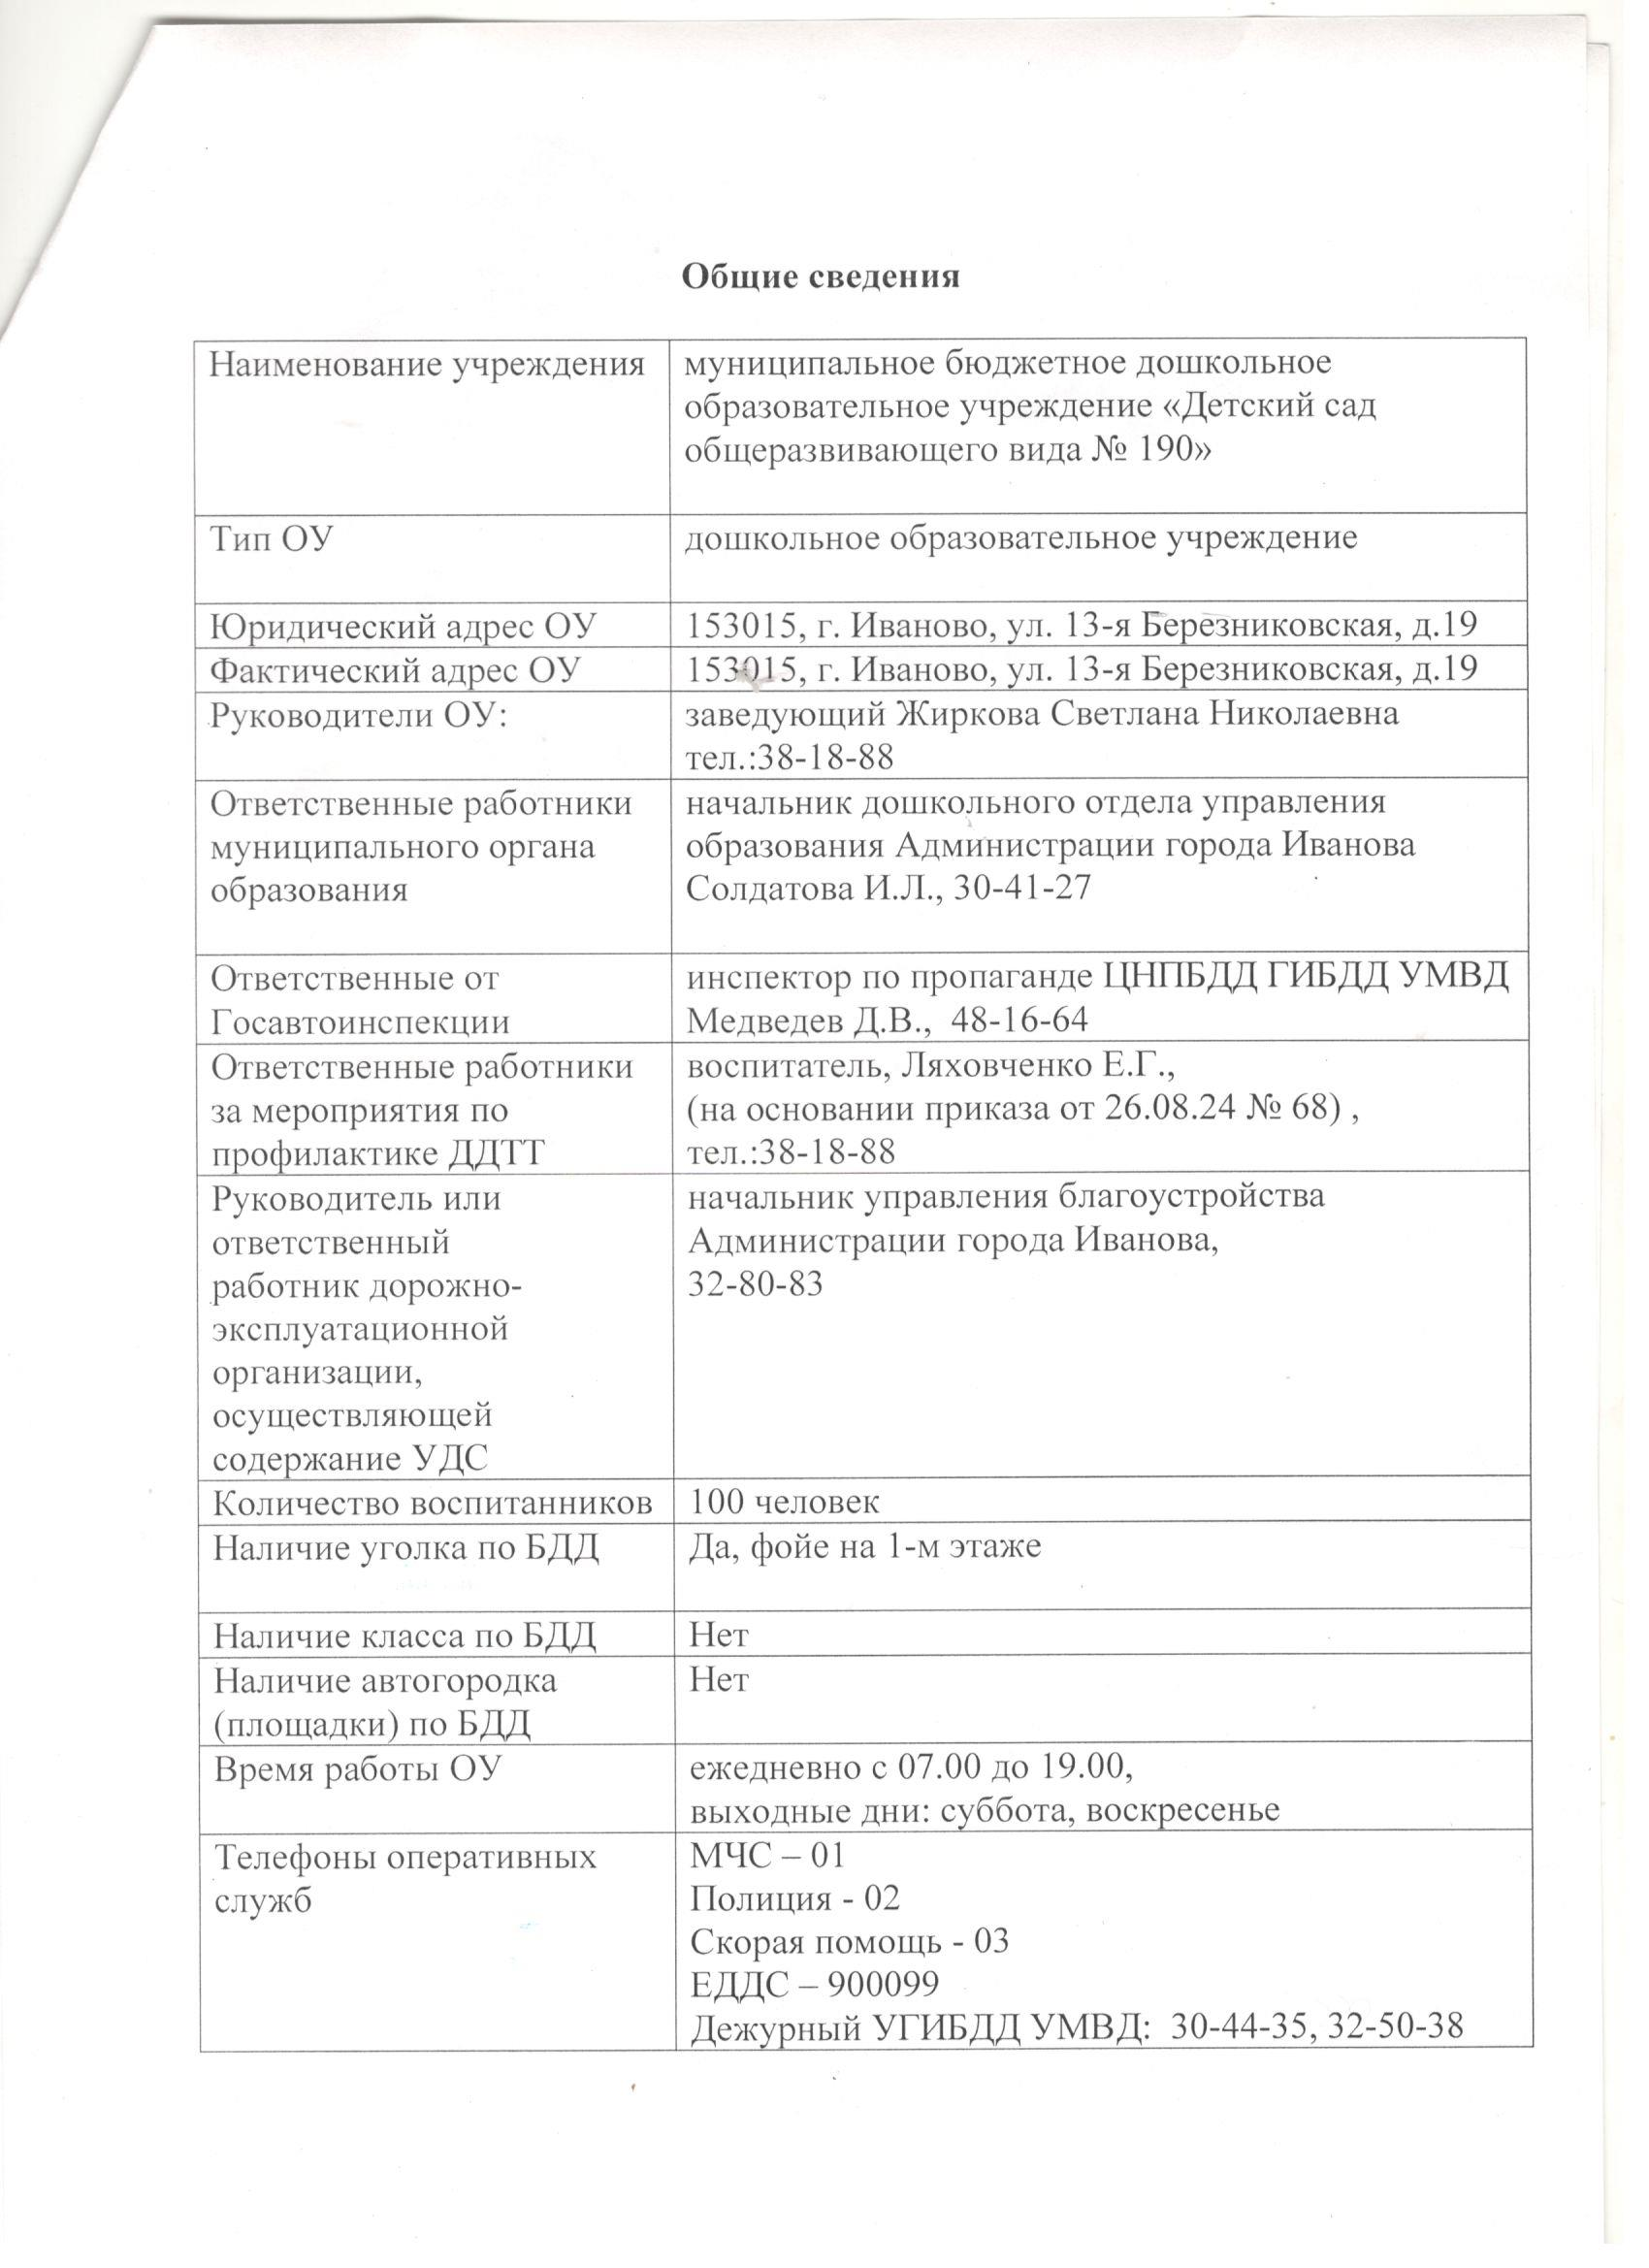 Общие сведения
Наименование учреждения
муниципальное бюджетное дошкольное
образовательное учреждение «Детский сад
общеразвивающего вида № 190»
Тип ОУ
дошкольное образовательное учреждение
Юридический адрес ОУ
153015, г. Иваново, ул. 13-я Березниковская, д.19
Фактический адрес ОУ
153015, г. Иваново, ул. 13-я Березниковская, д.19
Руководители ОУ:
заведующий Жиркова Светлана Николаевна
тел.:38-18-88
Ответственные работники
муниципального органа
образования
начальник дошкольного отдела управления
образования Администрации города Иванова
Солдатова И.Л., 30-41-27
Ответственные от
Госавтоинспекции
инспектор по пропаганде ЦНПБДД ГИБДД УМВД
Медведев Д.В., 48-16-64
Ответственные работники
за мероприятия по
профилактике ДДТТ
воспитатель, Ляховченко Е.Г.,
(на основании приказа от 26.08.24 № 68) ,
тел.:38-18-88
Руководитель или
ответственный
работник дорожно-
эксплуатационной
организации,
осуществляющей
содержание УДС
начальник управления благоустройства
Администрации города Иванова,
32-80-83
Количество воспитанников
100 человек
Наличие уголка по БДД
Да, фойе на 1-м этаже
Наличие класса по БДД
Нет
Наличие автогородка
(площадки) по БДД
Нет
Время работы ОУ
ежедневно с 07.00 до 19.00,
выходные дни: суббота, воскресенье
Телефоны оперативных
служб
МЧС – 01
Полиция - 02
Скорая помощь - 03
ЕДДС – 900099
Дежурный УГИБДД УМВД: 30-44-35, 32-50-38